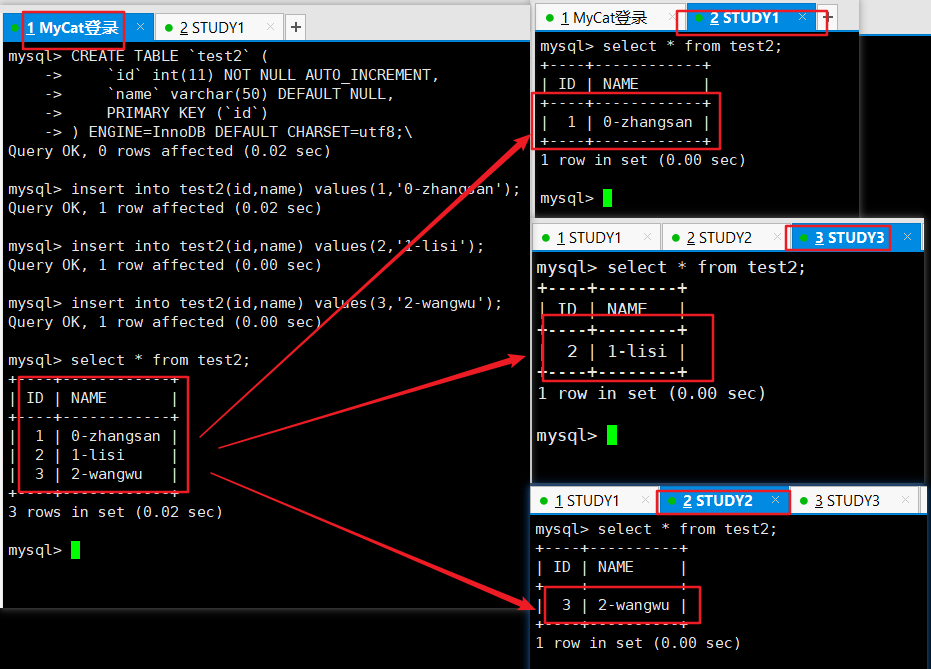 1 MyCat登录 × 2 STUDY1 × +
mysql> CREATE TABLE `test2` (
    ->     `id` int(11) NOT NULL AUTO_INCREMENT,
    ->     `name` varchar(50) DEFAULT NULL,
    ->     PRIMARY KEY (`id`)
    -> ) ENGINE=InnoDB DEFAULT CHARSET=utf8;\
Query OK, 0 rows affected (0.02 sec)
mysql> insert into test2(id,name) values(1,'0-zhangsan');
Query OK, 1 row affected (0.02 sec)
mysql> insert into test2(id,name) values(2,'1-lisi');
Query OK, 1 row affected (0.00 sec)
mysql> insert into test2(id,name) values(3,'2-wangwu');
Query OK, 1 row affected (0.00 sec)
mysql> select * from test2;
+----+------------+
| ID | NAME       |
+----+------------+
|  1 | 0-zhangsan |
|  2 | 1-lisi     |
|  3 | 2-wangwu   |
+----+------------+
3 rows in set (0.02 sec)
mysql>
1 MyCat登录 × 2 STUDY1 × +
mysql> select * from test2;
+----+------------+
| ID | NAME       |
+----+------------+
|  1 | 0-zhangsan |
+----+------------+
1 row in set (0.00 sec)
mysql>
1 STUDY1 × 2 STUDY2 × 3 STUDY3 ×
mysql> select * from test2;
+----+--------+
| ID | NAME   |
+----+--------+
|  2 | 1-lisi |
+----+--------+
1 row in set (0.00 sec)
mysql>
1 STUDY1 × 2 STUDY2 × 3 STUDY3 ×
mysql> select * from test2;
+----+----------+
| ID | NAME     |
+----+----------+
|  3 | 2-wangwu |
+----+----------+
1 row in set (0.00 sec)